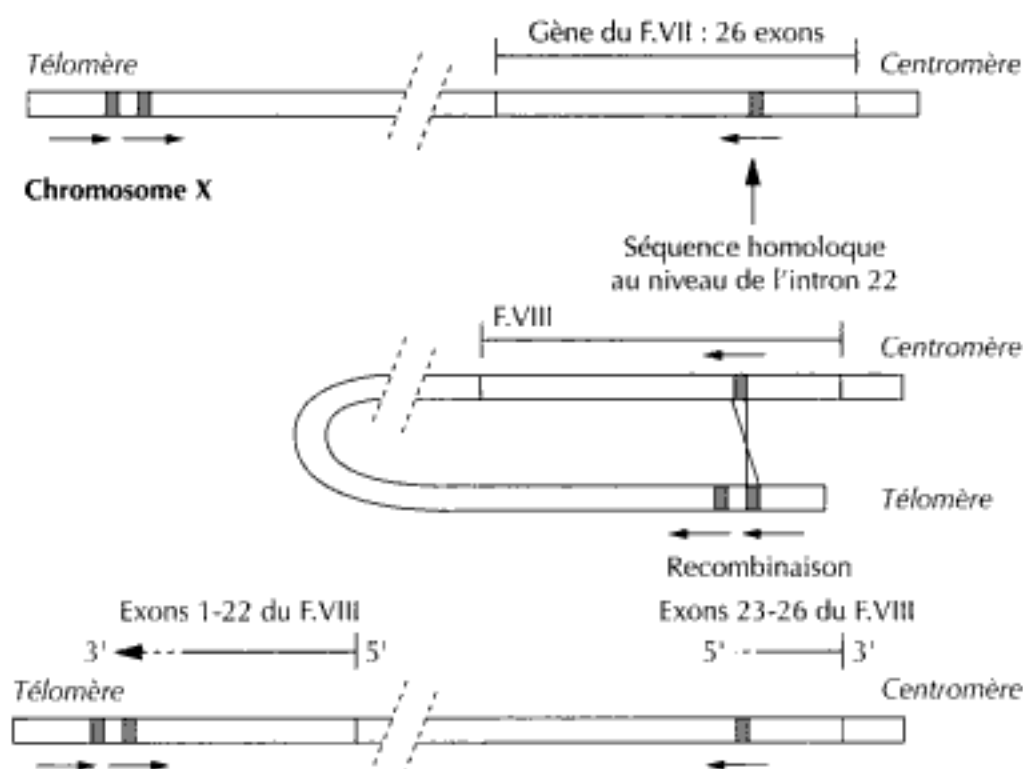 Gène du F.VII : 26 exons
Télomère
Centromère
Chromosome X
Séquence homoloque
au niveau de l'intron 22
F.VIII
Centromère
Télomère
Recombinaison
Exons 1-22 du F.VIII
Exons 23-26 du F.VIII
3' 5'
5' 3'
Télomère
Centromère